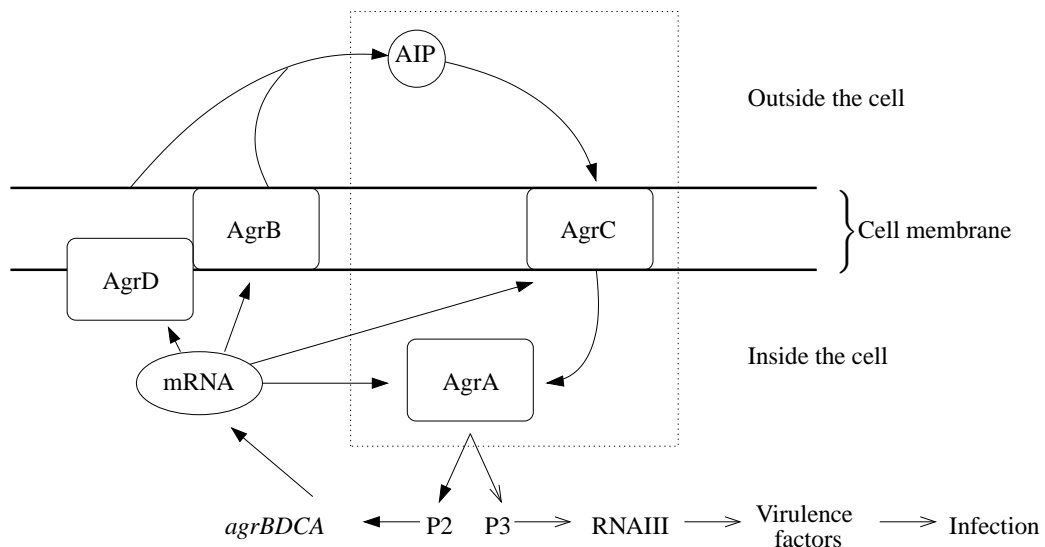 AIP
Outside the cell
AgrB
AgrC
Cell membrane
AgrD
Inside the cell
mRNA
AgrA
agrBDCA
P2
P3
RNAIII
Virulence
factors
Infection